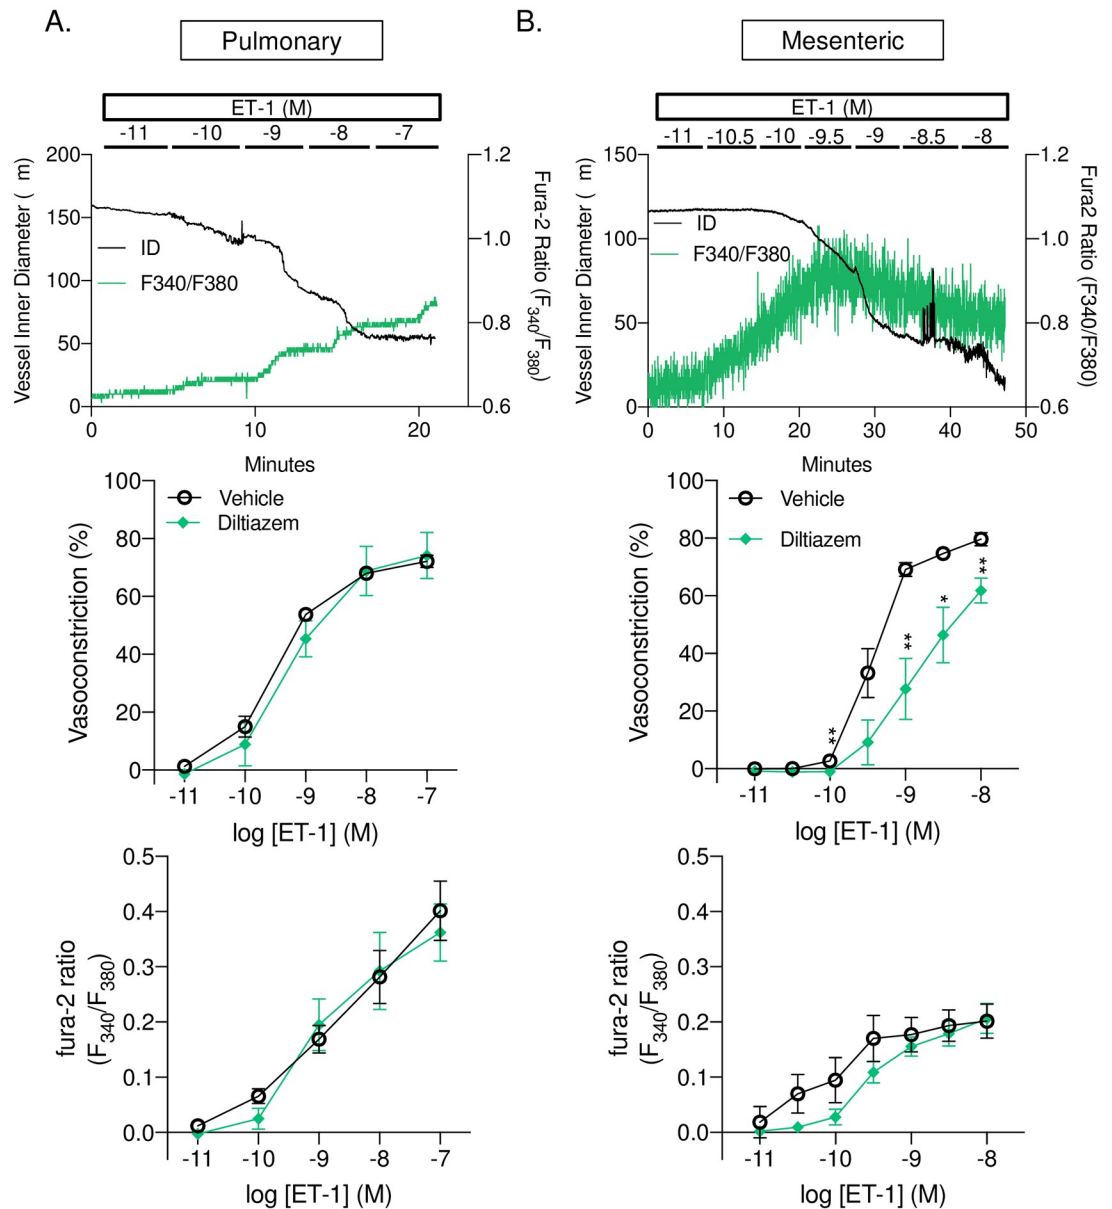 A.
Pulmonary
ET-1 (M)
-11 -10 -9 -8 -7
200
150
100
50
0
Vessel Inner Diameter ( m)
ID
F340/F380
1.2
1.0
0.8
0.6
Fura-2 Ratio (F340/F380)
0 10 20
Minutes
B.
Mesenteric
ET-1 (M)
-11 -10.5 -10 -9.5 -9 -8.5 -8
150
100
50
0
Vessel Inner Diameter ( m)
ID
F340/F380
1.2
1.0
0.8
0.6
Fura2 Ratio (F340/F380)
0 10 20 30 40 50
Minutes
100
80
60
40
20
0
Vasoconstriction (%)
Vehicle
Diltiazem
-11 -10 -9 -8 -7
log [ET-1] (M)
100
80
60
40
20
0
Vasoconstriction (%)
Vehicle
Diltiazem
**
**
*
**
-11 -10 -9 -8
log [ET-1] (M)
0.5
0.4
0.3
0.2
0.1
0.0
fura-2 ratio
(F340/F380)
-11 -10 -9 -8 -7
log [ET-1] (M)
0.5
0.4
0.3
0.2
0.1
0.0
fura-2 ratio
(F340/F380)
-11 -10 -9 -8
log [ET-1] (M)